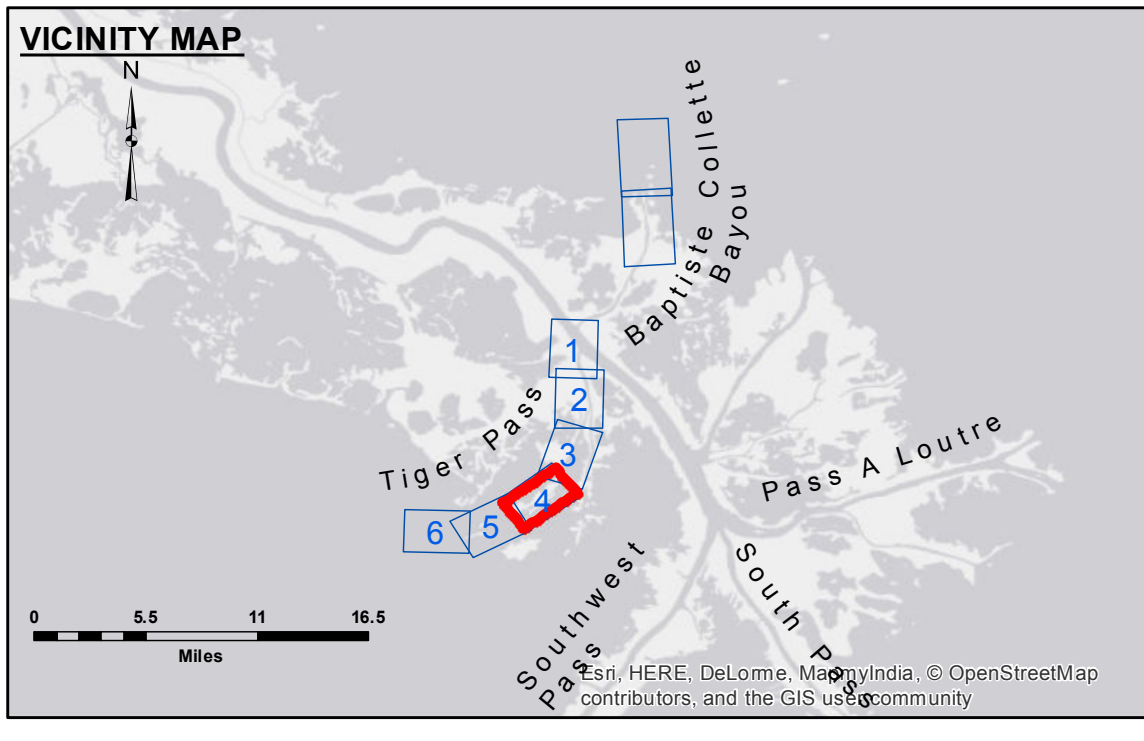 VICINITY MAP
N
Baptiste Collette
Bayou
1
2
Tiger Pass
3
4
5
6
Pass A Loutre
Southwest
Pass
South Pass
0 5.5 11 16.5
Miles
Esri, HERE, DeLorme, MapmyIndia, © OpenStreetMap
contributors, and the GIS user community